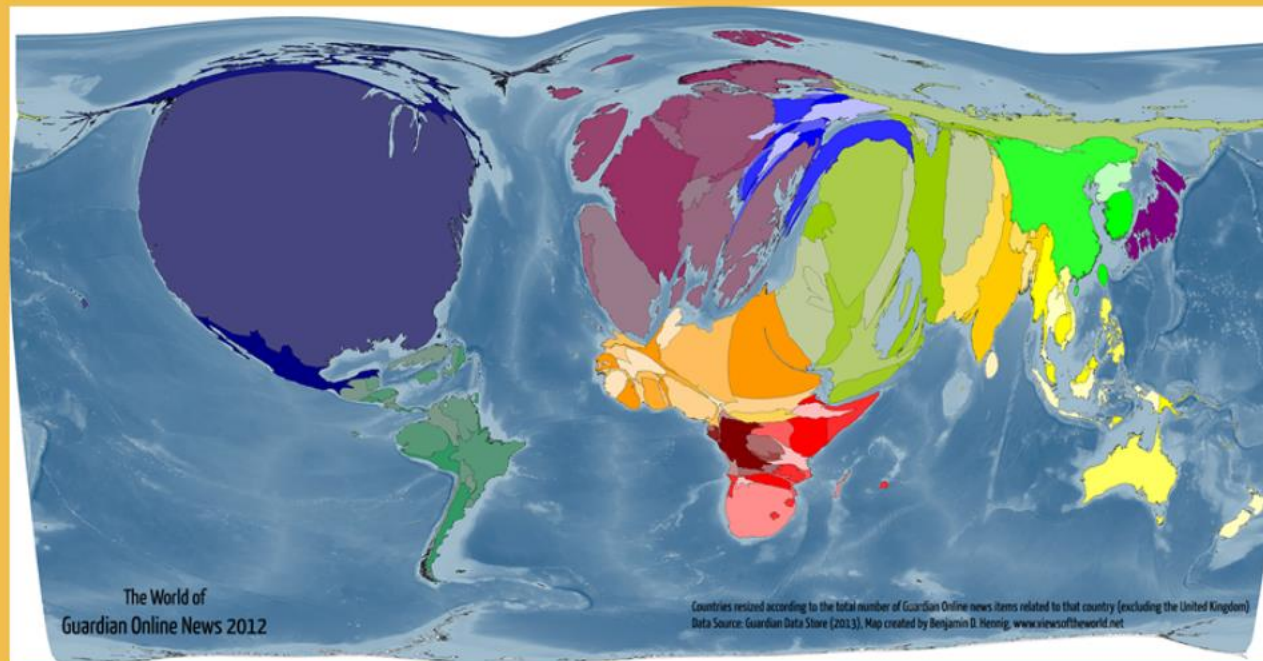 The World of
Guardian Online News 2012
Countries resized according to the total number of Guardian Online news items related to that country (excluding the United Kingdom)
Data Source: Guardian Data Store (2013), Map created by Benjamin D. Hennig, www.viewsoftheworld.net